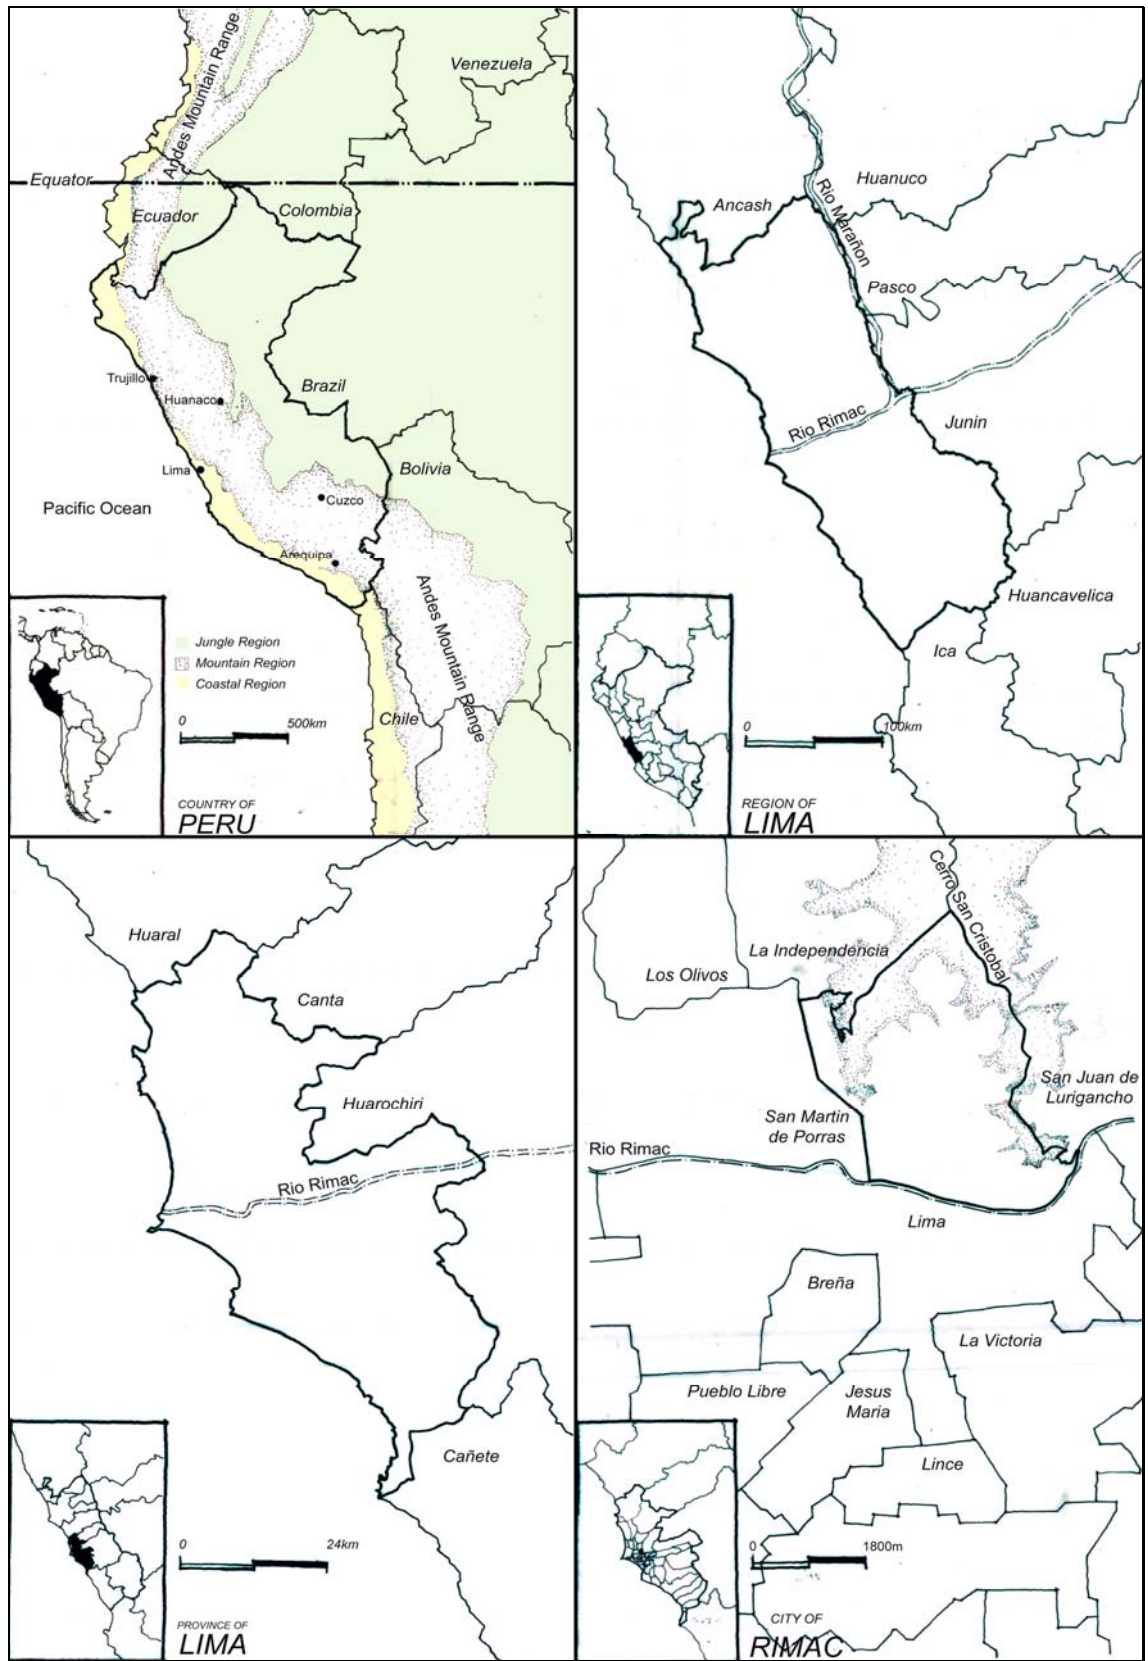 Venezuela
Andes Mountain Range
Equator
Ecuador
Colombia
Trujillo
Huanaco
Brazil
Lima
Bolivia
Cuzco
Pacific Ocean
Arequipa
Andes Mountain Range
Jungle Region
Mountain Region
Coastal Region
Chile
0
500km
COUNTRY OF
PERU
Huanuco
Ancash
Rio Marañon
Pasco
Rio Rimac
Junin
Huancavelica
Ica
0
100km
REGION OF
LIMA
Huaral
Canta
Huarochiri
Rio Rimac
Cañete
0
24km
PROVINCE OF
LIMA
Cerro San Cristobal
La Independencia
Los Olivos
San Juan de
Lurigancho
San Martin
de Porras
Rio Rimac
Lima
Breña
La Victoria
Pueblo Libre
Jesus
Maria
Lince
0
1800m
CITY OF
RIMAC